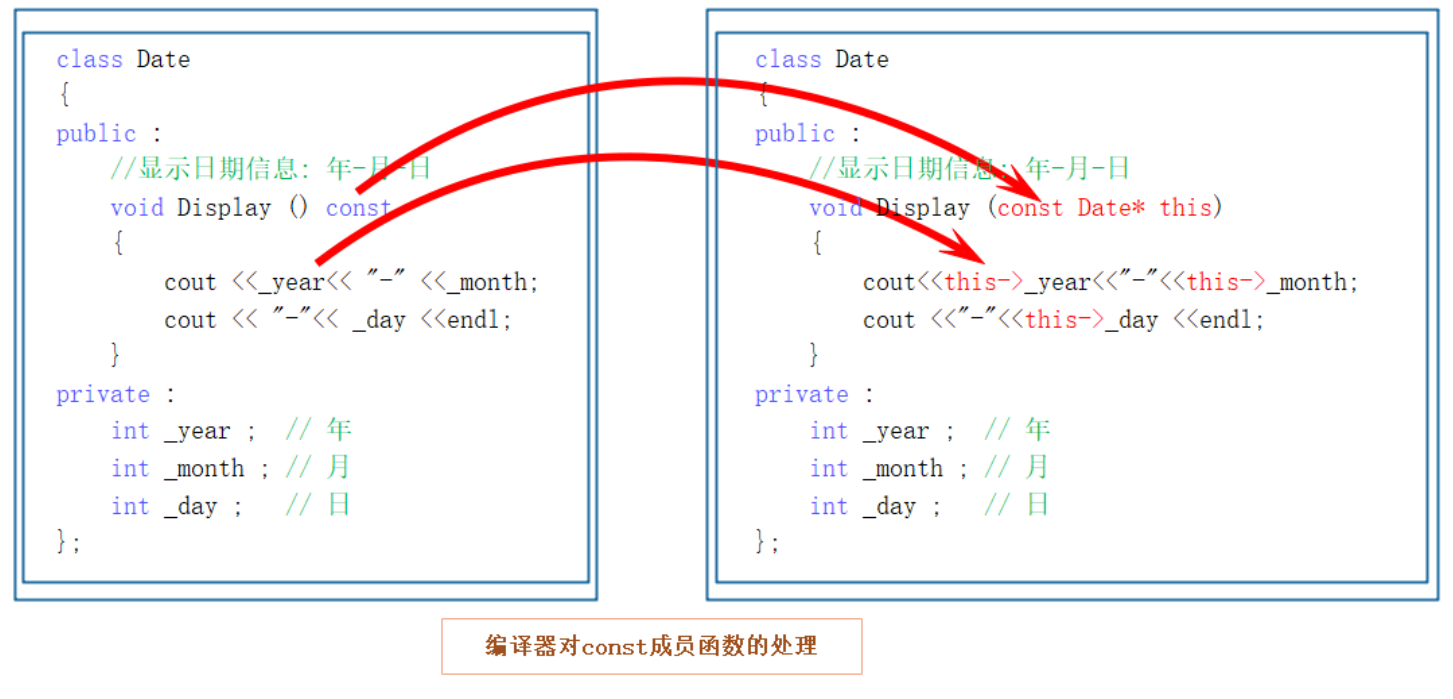 class Date
{
public :
//显示日期信息: 年-月-日
void Display () const
{
cout <<_year<< "-" <<_month;
cout << "-"<< _day <<endl;
}
private :
int _year ; // 年
int _month ; // 月
int _day ; // 日
};
class Date
{
public :
//显示日期信息: 年-月-日
void Display (const Date* this)
{
cout<<this->_year<<"-"<<this->_month;
cout <<"-"<<this->_day <<endl;
}
private :
int _year ; // 年
int _month ; // 月
int _day ; // 日
};
编译器对const成员函数的处理